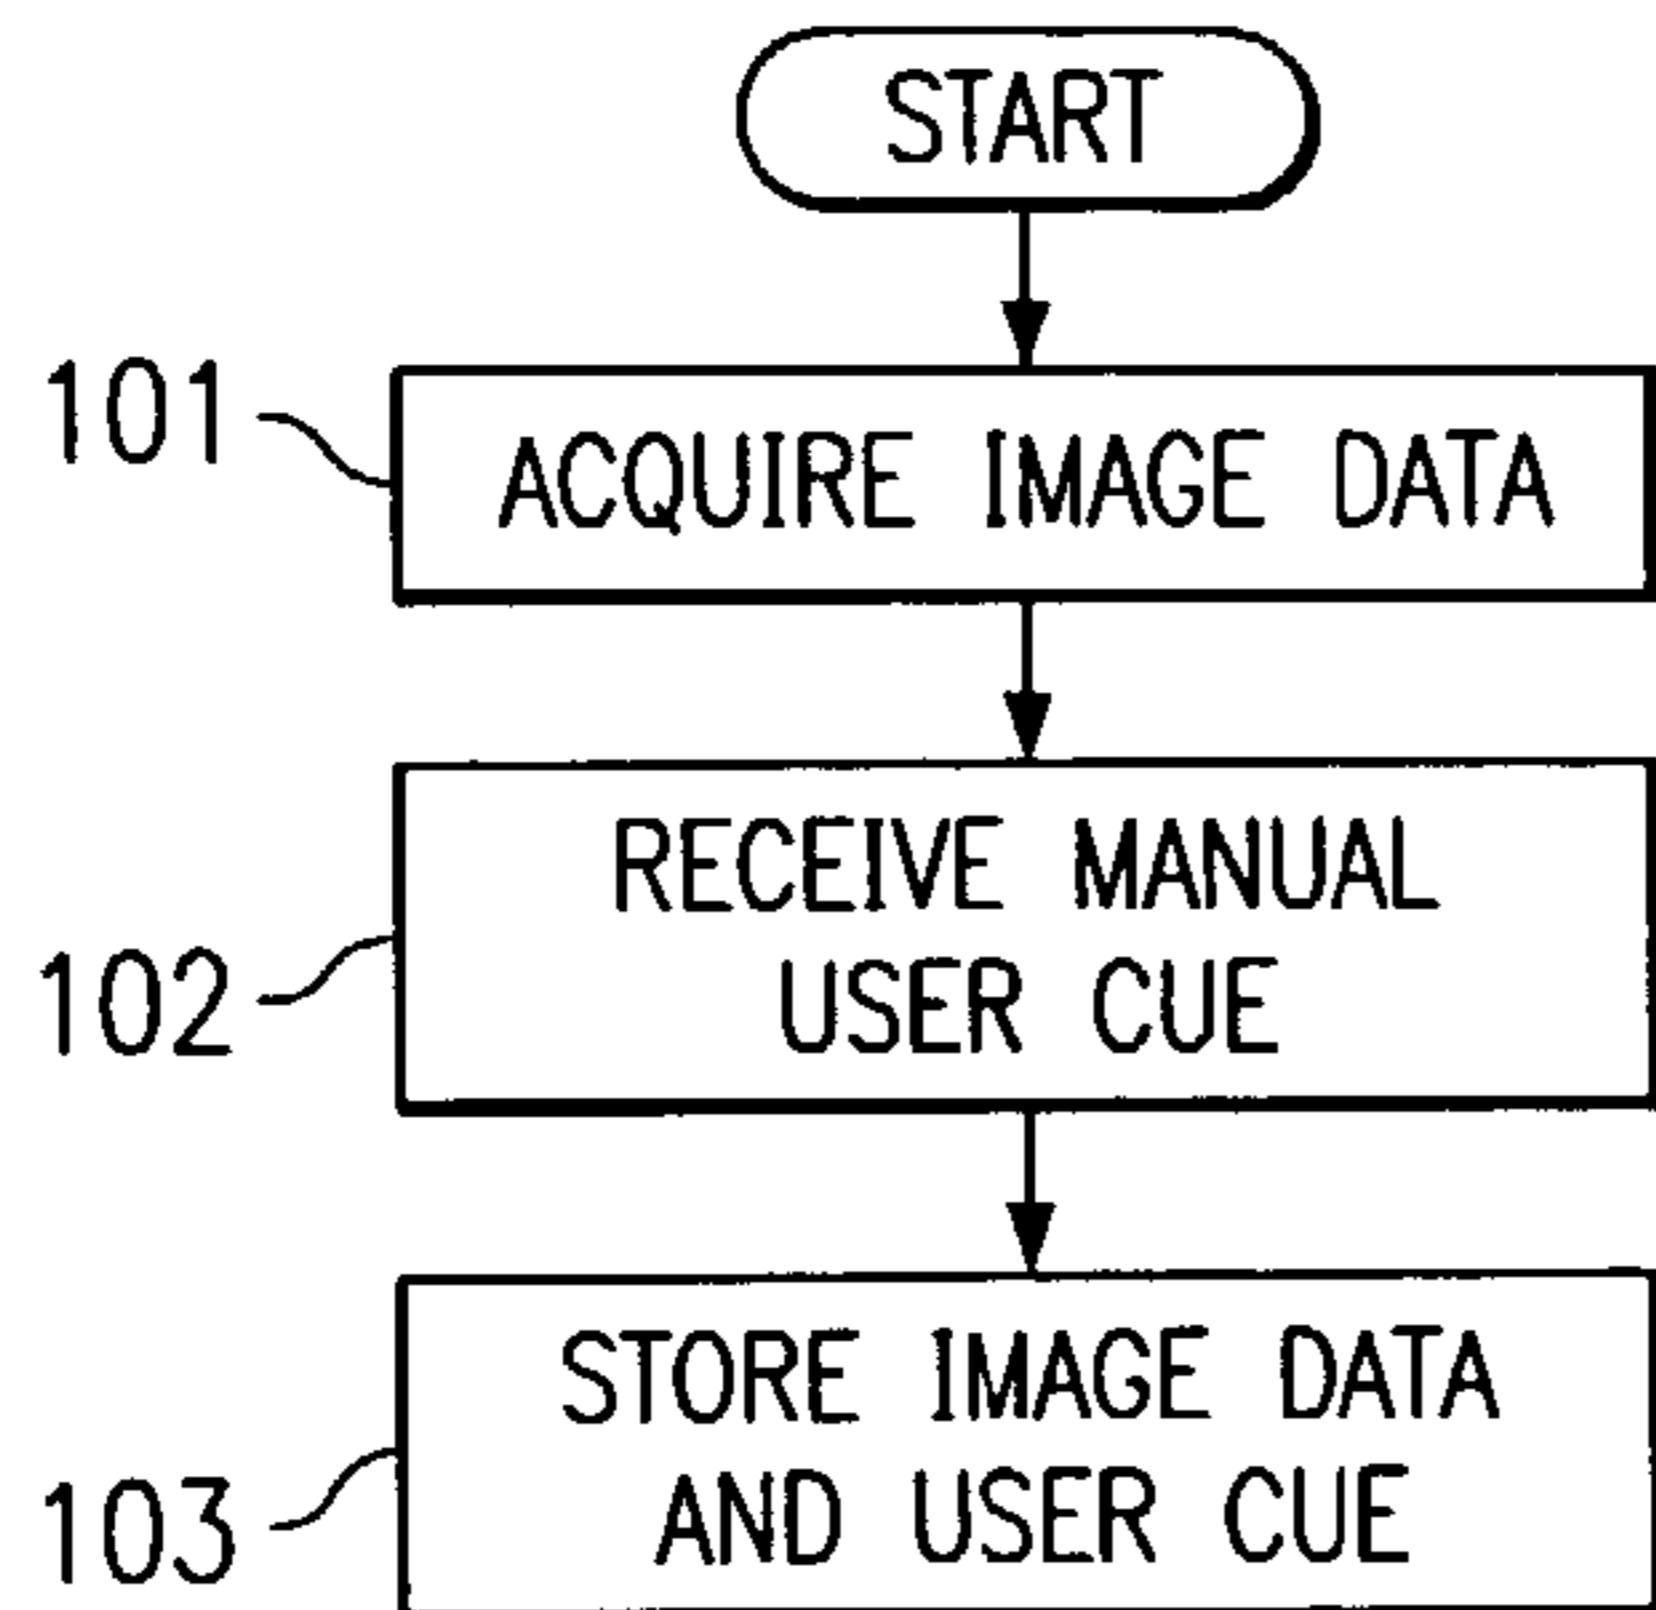 START
101
ACQUIRE IMAGE DATA
RECEIVE MANUAL
USER CUE
102
STORE IMAGE DATA
AND USER CUE
103